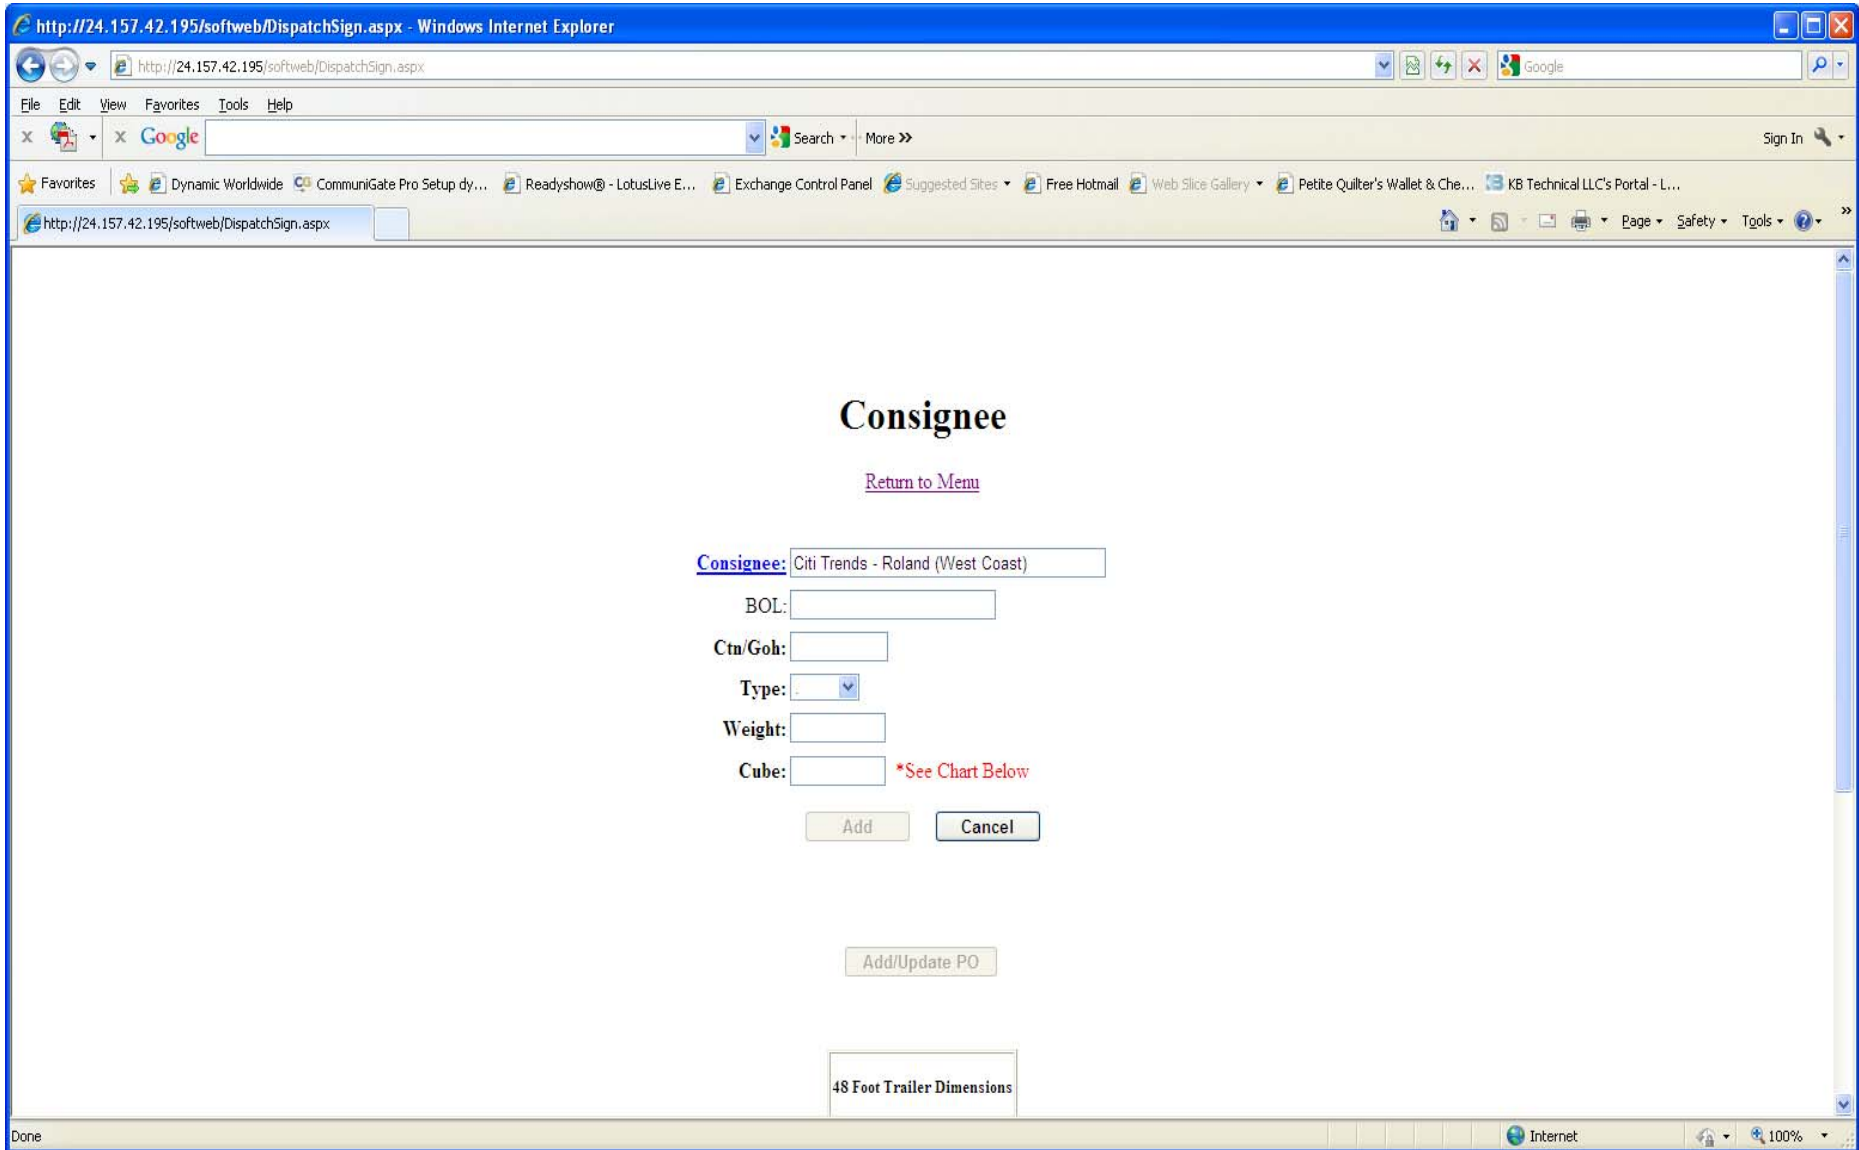 http://24.157.42.195/softweb/DispatchSign.aspx - Windows Internet Explorer
http://24.157.42.195/softweb/DispatchSign.aspx Google
File Edit View Favorites Tools Help
x x Google Search More >> Sign In
Favorites Dynamic Worldwide CommuniGate Pro Setup dy... Readyshow® - LotusLive E... Exchange Control Panel Suggested Sites Free Hotmail Web Slice Gallery Petite Quilter's Wallet & Che... KB Technical LLC's Portal - L...
http://24.157.42.195/softweb/DispatchSign.aspx Page Safety Tools >>
Consignee
Return to Menu
Consignee: Citi Trends - Roland (West Coast)
BOL:
Ctn/Goh:
Type: .
Weight:
Cube: *See Chart Below
Add Cancel
Add/Update PO
48 Foot Trailer Dimensions
Done Internet 100%